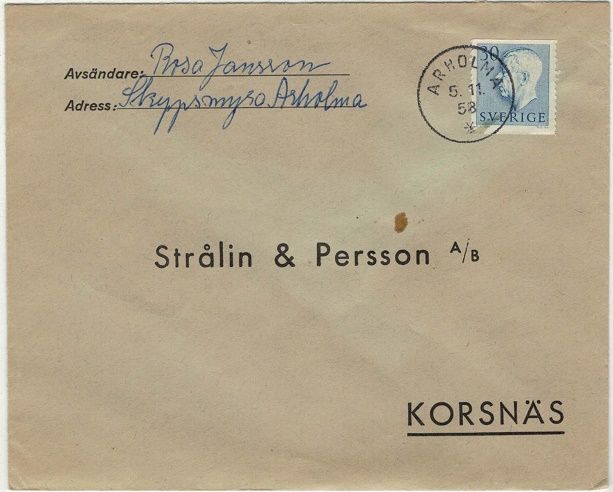 Avsändare: Rosa Jansson
Adress: Skeppsmyra Arholma
30
SVERIGE
ARHOLMA
5. 11.
58
Strålin & Persson A/B
KORSNÄS